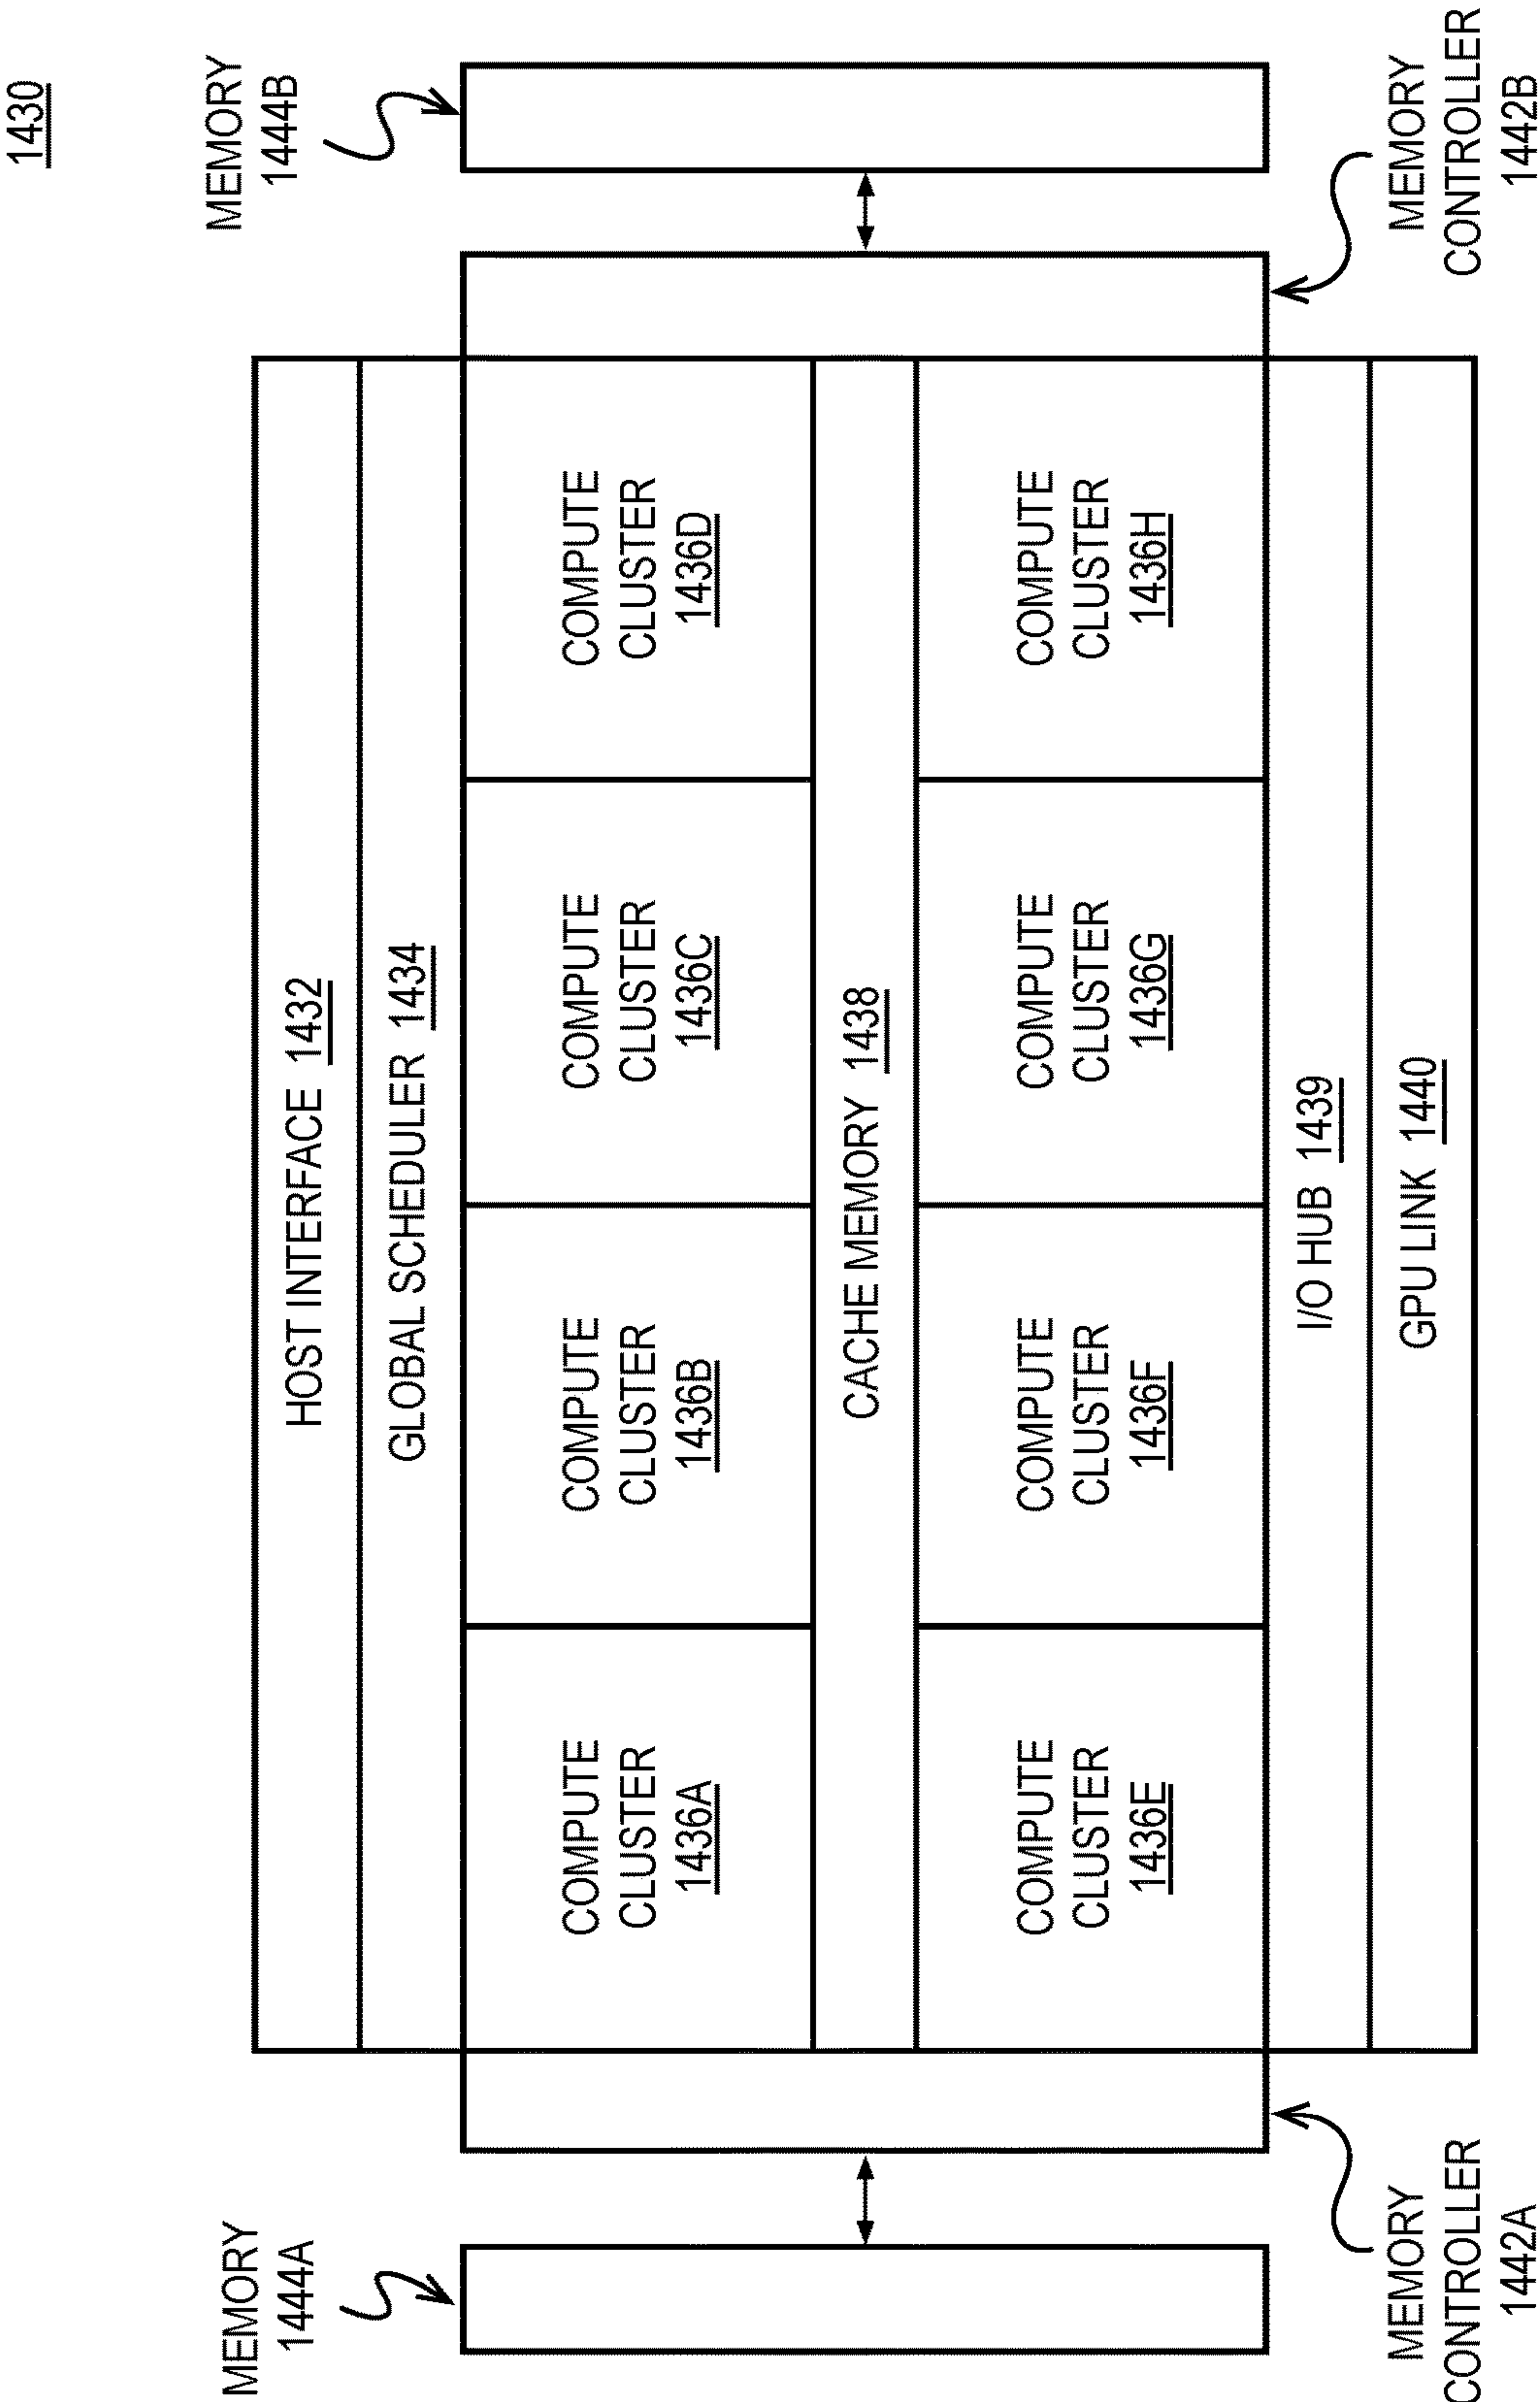 1430
HOST INTERFACE 1432
GLOBAL SCHEDULER 1434
MEMORY
1444A
MEMORY
1444B
COMPUTE
CLUSTER
1436A
COMPUTE
CLUSTER
1436B
COMPUTE
CLUSTER
1436C
COMPUTE
CLUSTER
1436D
CACHE MEMORY 1438
COMPUTE
CLUSTER
1436E
COMPUTE
CLUSTER
1436F
COMPUTE
CLUSTER
1436G
COMPUTE
CLUSTER
1436H
I/O HUB 1439
GPU LINK 1440
MEMORY
CONTROLLER
1442A
MEMORY
CONTROLLER
1442B